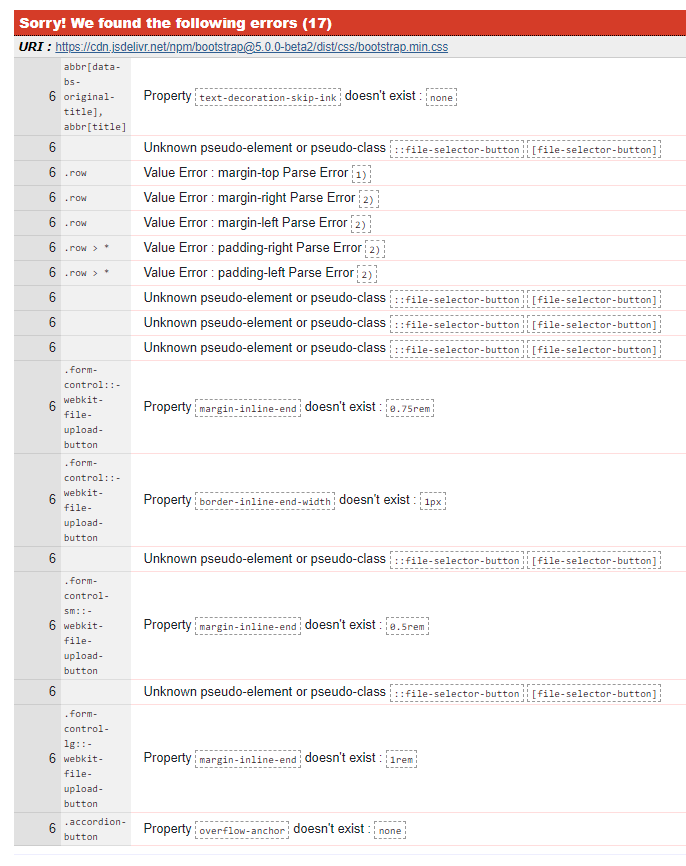 Sorry! We found the following errors (17)
URI : https://cdn.jsdelivr.net/npm/bootstrap@5.0.0-beta2/dist/css/bootstrap.min.css
6 abbr[data-bs-original-title], abbr[title] Property text-decoration-skip-ink doesn't exist : none
6 Unknown pseudo-element or pseudo-class ::file-selector-button [file-selector-button]
6 .row Value Error : margin-top Parse Error 1)
6 .row Value Error : margin-right Parse Error 2)
6 .row Value Error : margin-left Parse Error 2)
6 .row > * Value Error : padding-right Parse Error 2)
6 .row > * Value Error : padding-left Parse Error 2)
6 Unknown pseudo-element or pseudo-class ::file-selector-button [file-selector-button]
6 Unknown pseudo-element or pseudo-class ::file-selector-button [file-selector-button]
6 Unknown pseudo-element or pseudo-class ::file-selector-button [file-selector-button]
6 .form-control::-webkit-file-upload-button Property margin-inline-end doesn't exist : 0.75rem
6 .form-control::-webkit-file-upload-button Property border-inline-end-width doesn't exist : 1px
6 Unknown pseudo-element or pseudo-class ::file-selector-button [file-selector-button]
6 .form-control-sm::-webkit-file-upload-button Property margin-inline-end doesn't exist : 0.5rem
6 Unknown pseudo-element or pseudo-class ::file-selector-button [file-selector-button]
6 .form-control-lg::-webkit-file-upload-button Property margin-inline-end doesn't exist : 1rem
6 .accordion-button Property overflow-anchor doesn't exist : none